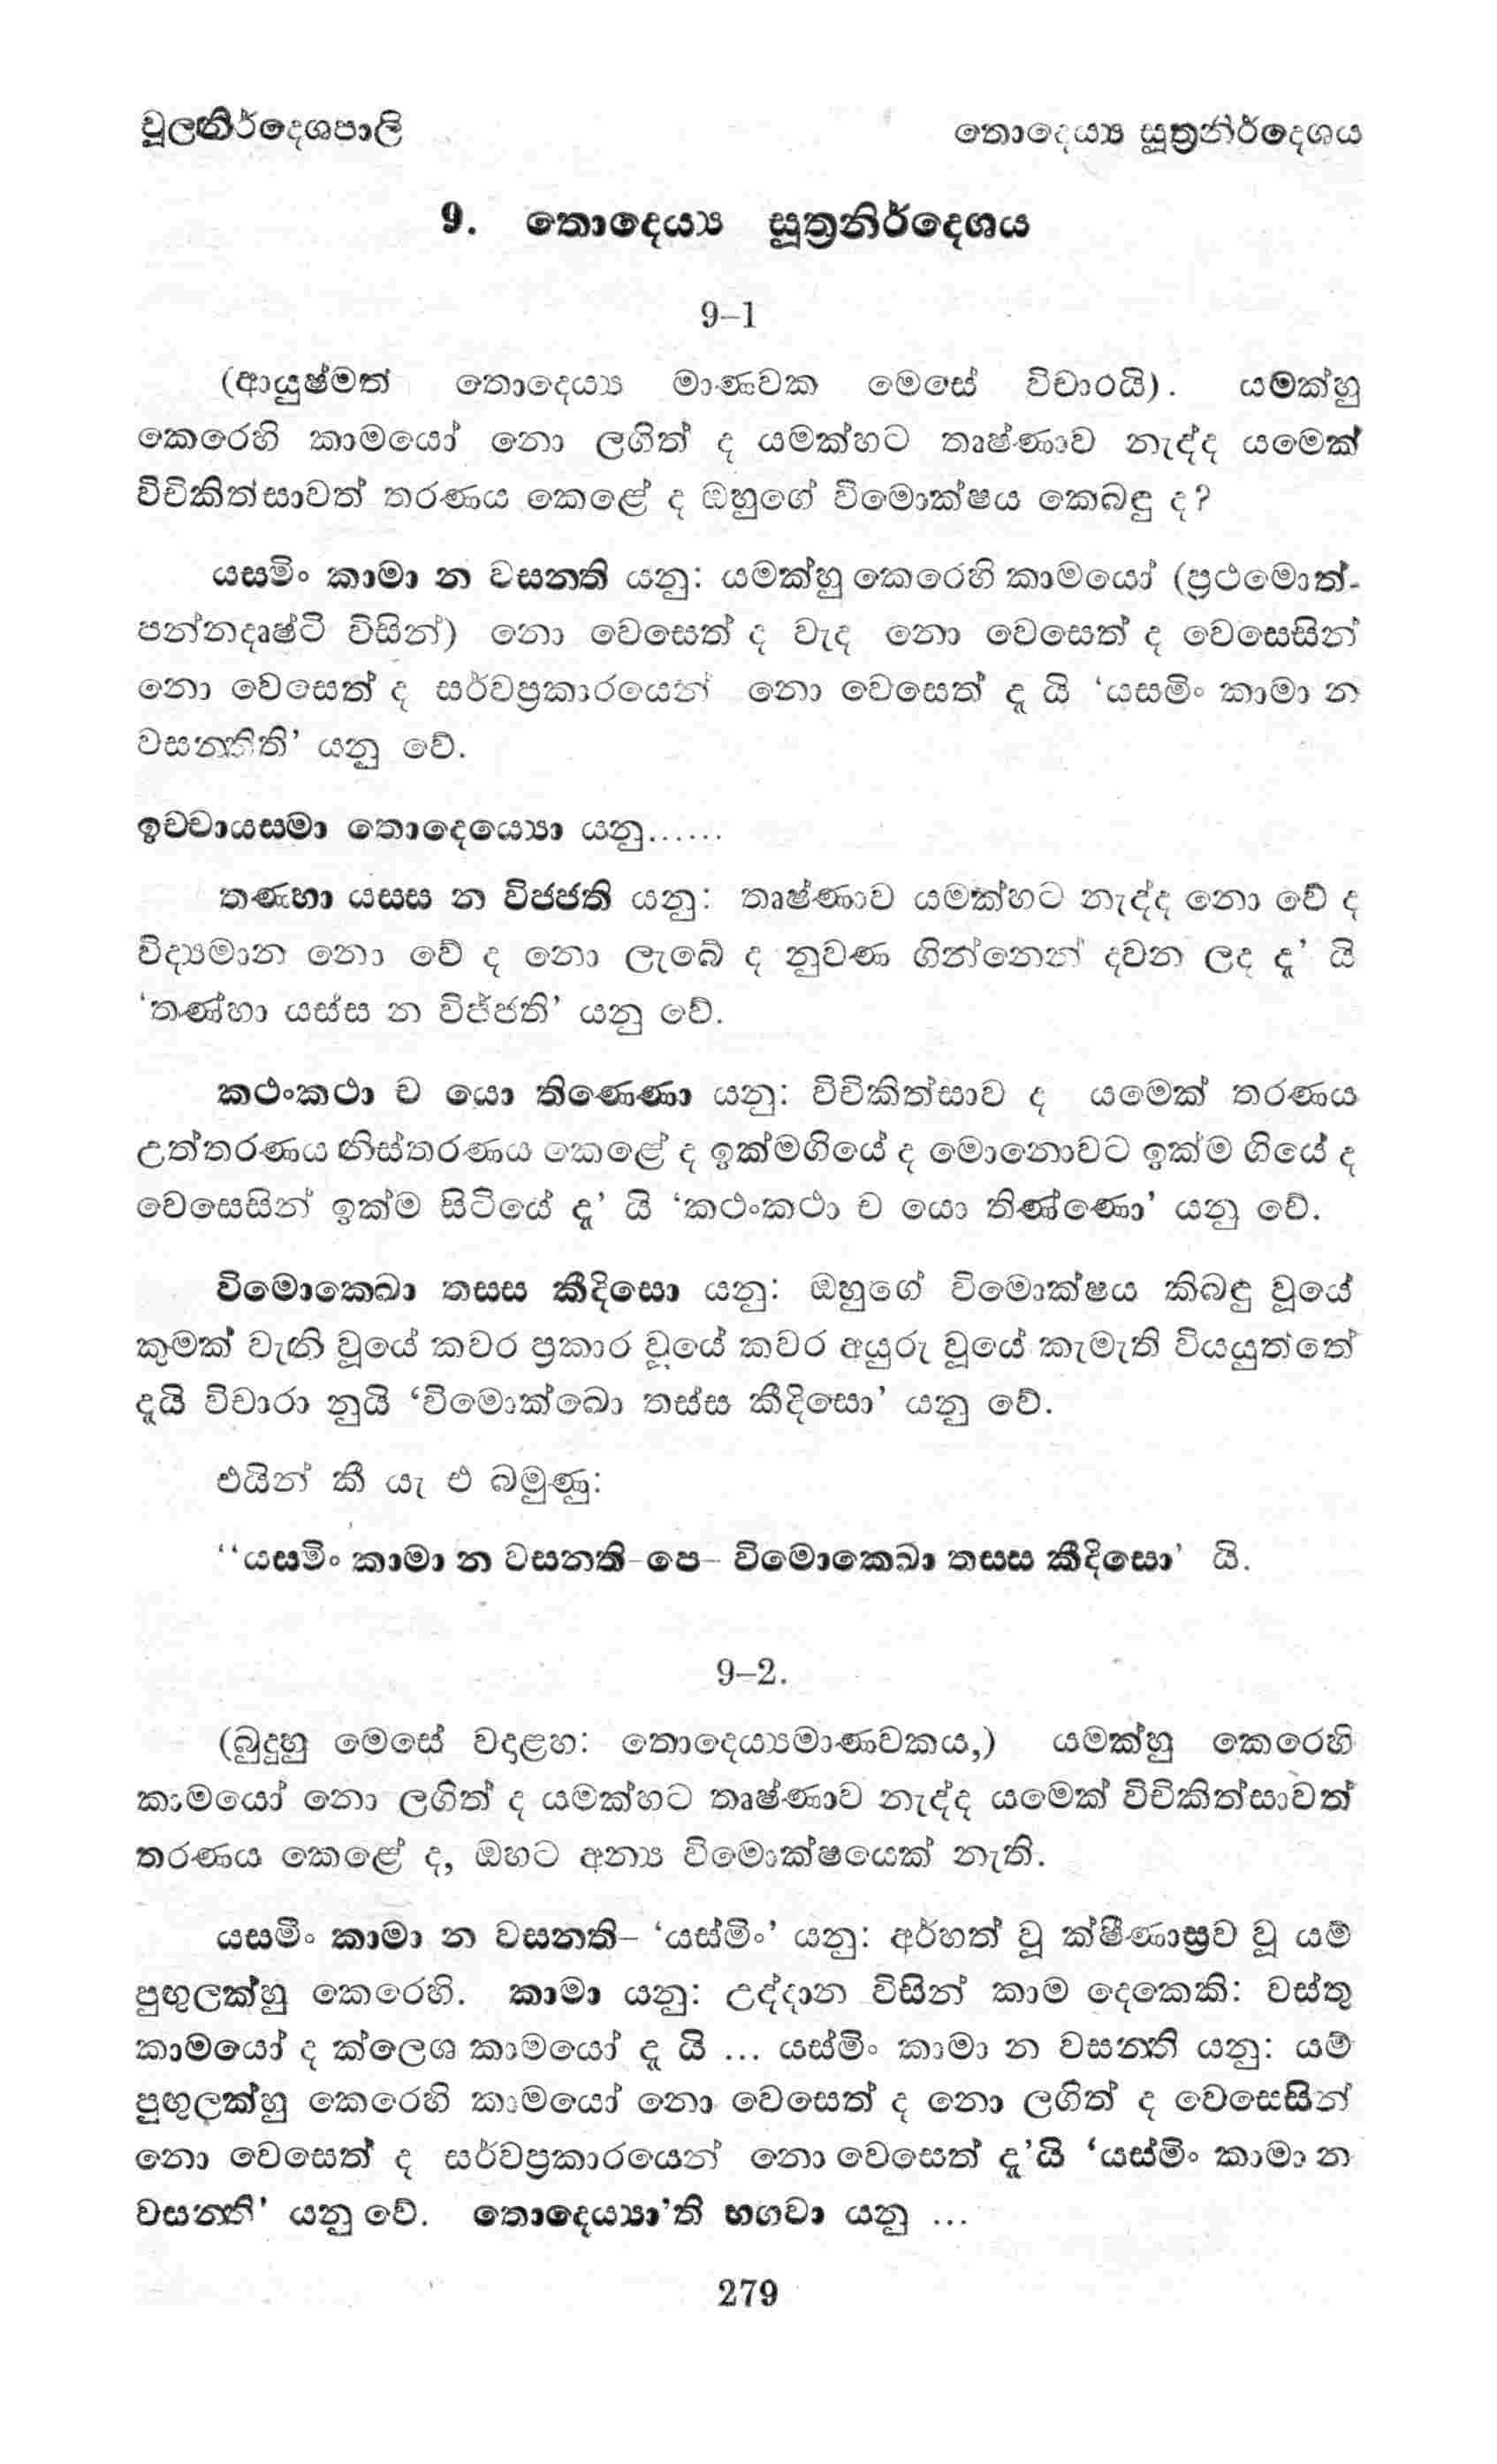 චූලනිර්දෙශපාලි
තොදෙය්‍ය සූත්‍රනිර්දෙශය
9. තොදෙය්‍ය සූත්‍රනිර්දෙශය
9–1
(ආයුෂ්මත් තොදෙය්‍ය මාණවක මෙසේ විචාරයි). යමක්හු
කෙරෙහි කාමයෝ නො ලගිත් ද යමක්හට තෘෂ්ණාව නැද්ද යමෙක්
විචිකිත්සාවත් තරණය කෙළේ ද ඔහුගේ විමොක්ෂය කෙබඳු ද?
යස‍මිං කාමා න වසනති යනු: යමක්හු කෙරෙහි කාමයෝ (ප්‍රථමොත්-
පන්නදෘෂ්ටි විසින්) නො වෙසෙත් ද වැද නො වෙසෙත් ද වෙසෙසින්
නො වෙසෙත් ද සර්වප්‍රකාරයෙන් නො වෙසෙත් දැ යි ‘යසමිං කාමා න
වසනතිති’ යනු වේ.
ඉචචායසමා තොදෙය්‍යො යනු......
තණහා යසස න විජජති යනු: තෘෂ්ණාව යමක්හට නැද්ද නො වේ ද
විද්‍යමාන නො වේ ද නො ලැබේ ද නුවණ ගින්නෙන් දවන ලද දැ’ යි
‘තණ්හා යස්ස න විජ්ජති’ යනු වේ.
කථංකථා ච යො තිණෙණා යනු: විචිකිත්සාව ද යමෙක් තරණය
උත්තරණය නිස්තරණය කෙළේ ද ඉක්මගියේ ද මොනොවට ඉක්ම ගියේ ද
වෙසෙසින් ඉක්ම සිටියේ දැ’ යි ‘කථංකථා ච යො තිණ්ණො’ යනු වේ.
විමොකෙඛා තසස කීදිසො යනු: ඔහුගේ විමොක්ෂය කිබඳු වූයේ
කුමක් වැනි වූයේ කවර ප්‍රකාර වූයේ කවර අයුරු වූයේ කැමැති වියයුත්තේ
දැයි විචාරා නුයි ‘විමොක්ඛො තස්ස කීදිසො’ යනු වේ.
එයින් කී යැ එ බමුණු:
‘‘යසමිං කාමා න වසනති–පෙ– විමොකෙඛා තසස කීදිසො’ යි.
9–2.
(බුදුහු මෙසේ වදාළහ: තොදෙය්‍යමාණවකය,) යමක්හු කෙරෙහි
කාමයෝ නො ලගිත් ද යමක්හට තෘෂ්ණාව නැද්ද යමෙක් විචිකිත්සාවත්
තරණය කෙළේ ද, ඔහට අන්‍ය විමොක්ෂයෙක් නැති.
යසමිං කාමා න වසනති– ‘යස්මිං’ යනු: අර්හත් වූ ක්ෂීණාස්‍රව වූ යම්
පුඟුලක්හු කෙරෙහි. කාමා යනු: උද්දාන විසින් කාම දෙකෙකි: වස්තු
කාමයෝ ද ක්ලෙශ කාමයෝ දැ යි ... යස්මිං කාමා න වසන්ති යනු: යම්
පුඟුලක්හු කෙරෙහි කාමයෝ නො වෙසෙත් ද නො ලගිත් ද වෙසෙසින්
නො වෙසෙත් ද සර්වප්‍රකාරයෙන් නො වෙසෙත් දැ’යි ‘යස්මිං කාමා න
වසන්ති’ යනු වේ. තොදෙය්‍යා’ති භගවා යනු ...
279